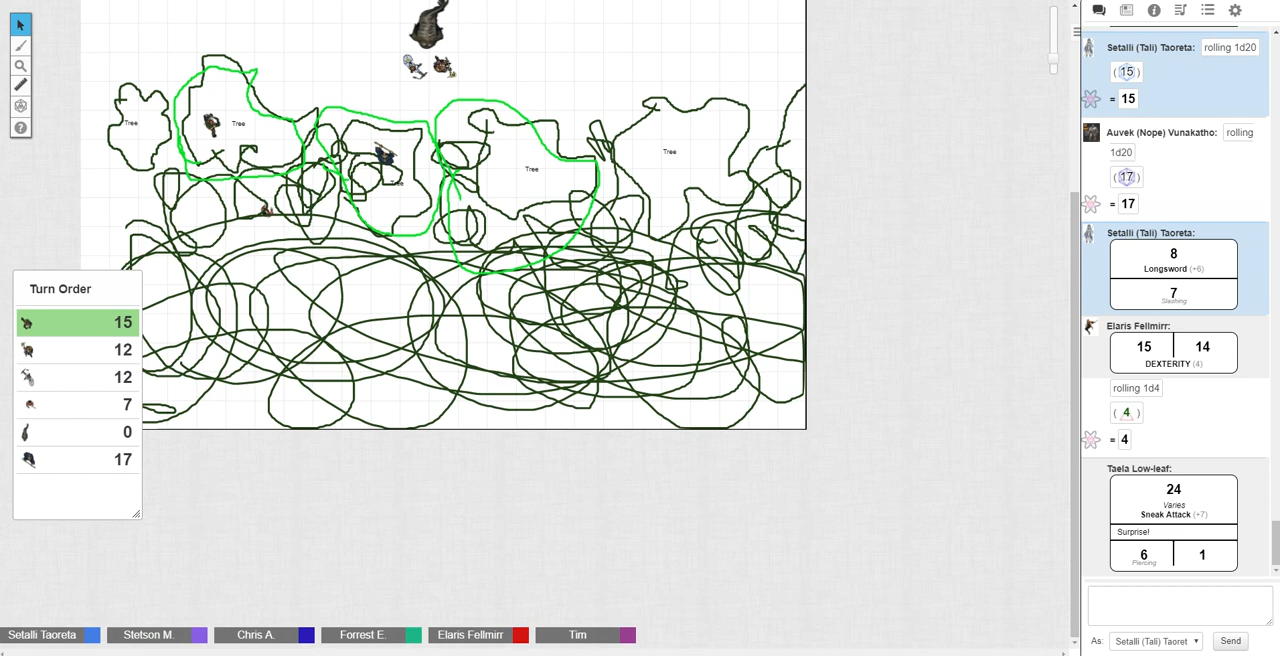 Tree
Tree
Tree
Tree
Tree
Turn Order
15
12
12
7
0
17
Setalli Taoreta
Stetson M.
Chris A.
Forrest E.
Elaris Fellmirr
Tim
Setalli (Tali) Taoreta: rolling 1d20
(15)
= 15
Auvek (Nope) Vunakatho: rolling
1d20
(17)
= 17
Setalli (Tali) Taoreta:
8
Longsword (+6)
7
Slashing
Elaris Fellmirr:
15 14
DEXTERITY (4)
rolling 1d4
(4)
= 4
Taela Low-leaf:
24
Varies
Sneak Attack (+7)
Surprise!
6 1
Piercing
As: Setalli (Tali) Taoret Send